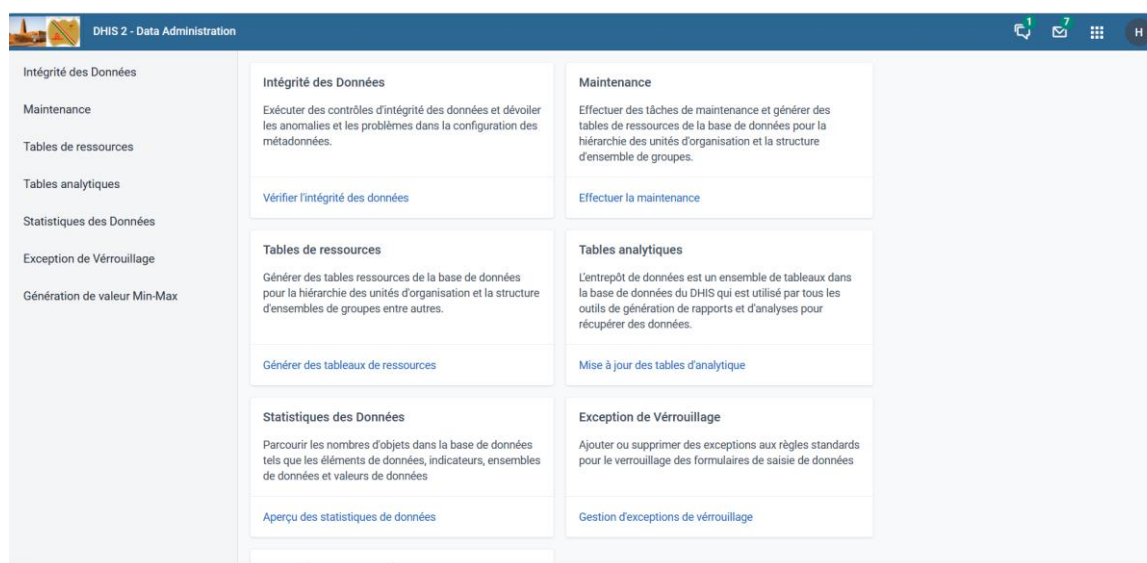 DHIS 2 - Data Administration
1
7
H
Intégrité des Données
Maintenance
Tables de ressources
Tables analytiques
Statistiques des Données
Exception de Vérrouillage
Génération de valeur Min-Max
Intégrité des Données
Exécuter des contrôles d'intégrité des données et dévoiler
les anomalies et les problèmes dans la configuration des
métadonnées.
Vérifier l'intégrité des données
Maintenance
Effectuer des tâches de maintenance et générer des
tables de ressources de la base de données pour la
hiérarchie des unités d'organisation et la structure
d'ensemble de groupes.
Effectuer la maintenance
Tables de ressources
Générer des tables ressources de la base de données
pour la hiérarchie des unités d'organisation et la structure
d'ensembles de groupes entre autres.
Générer des tableaux de ressources
Tables analytiques
L'entrepôt de données est un ensemble de tableaux dans
la base de données du DHIS qui est utilisé par tous les
outils de génération de rapports et d'analyses pour
récupérer des données.
Mise à jour des tables d'analytique
Statistiques des Données
Parcourir les nombres d'objets dans la base de données
tels que les éléments de données, indicateurs, ensembles
de données et valeurs de données
Aperçu des statistiques de données
Exception de Vérrouillage
Ajouter ou supprimer des exceptions aux règles standards
pour le verrouillage des formulaires de saisie de données
Gestion d'exceptions de vérrouillage